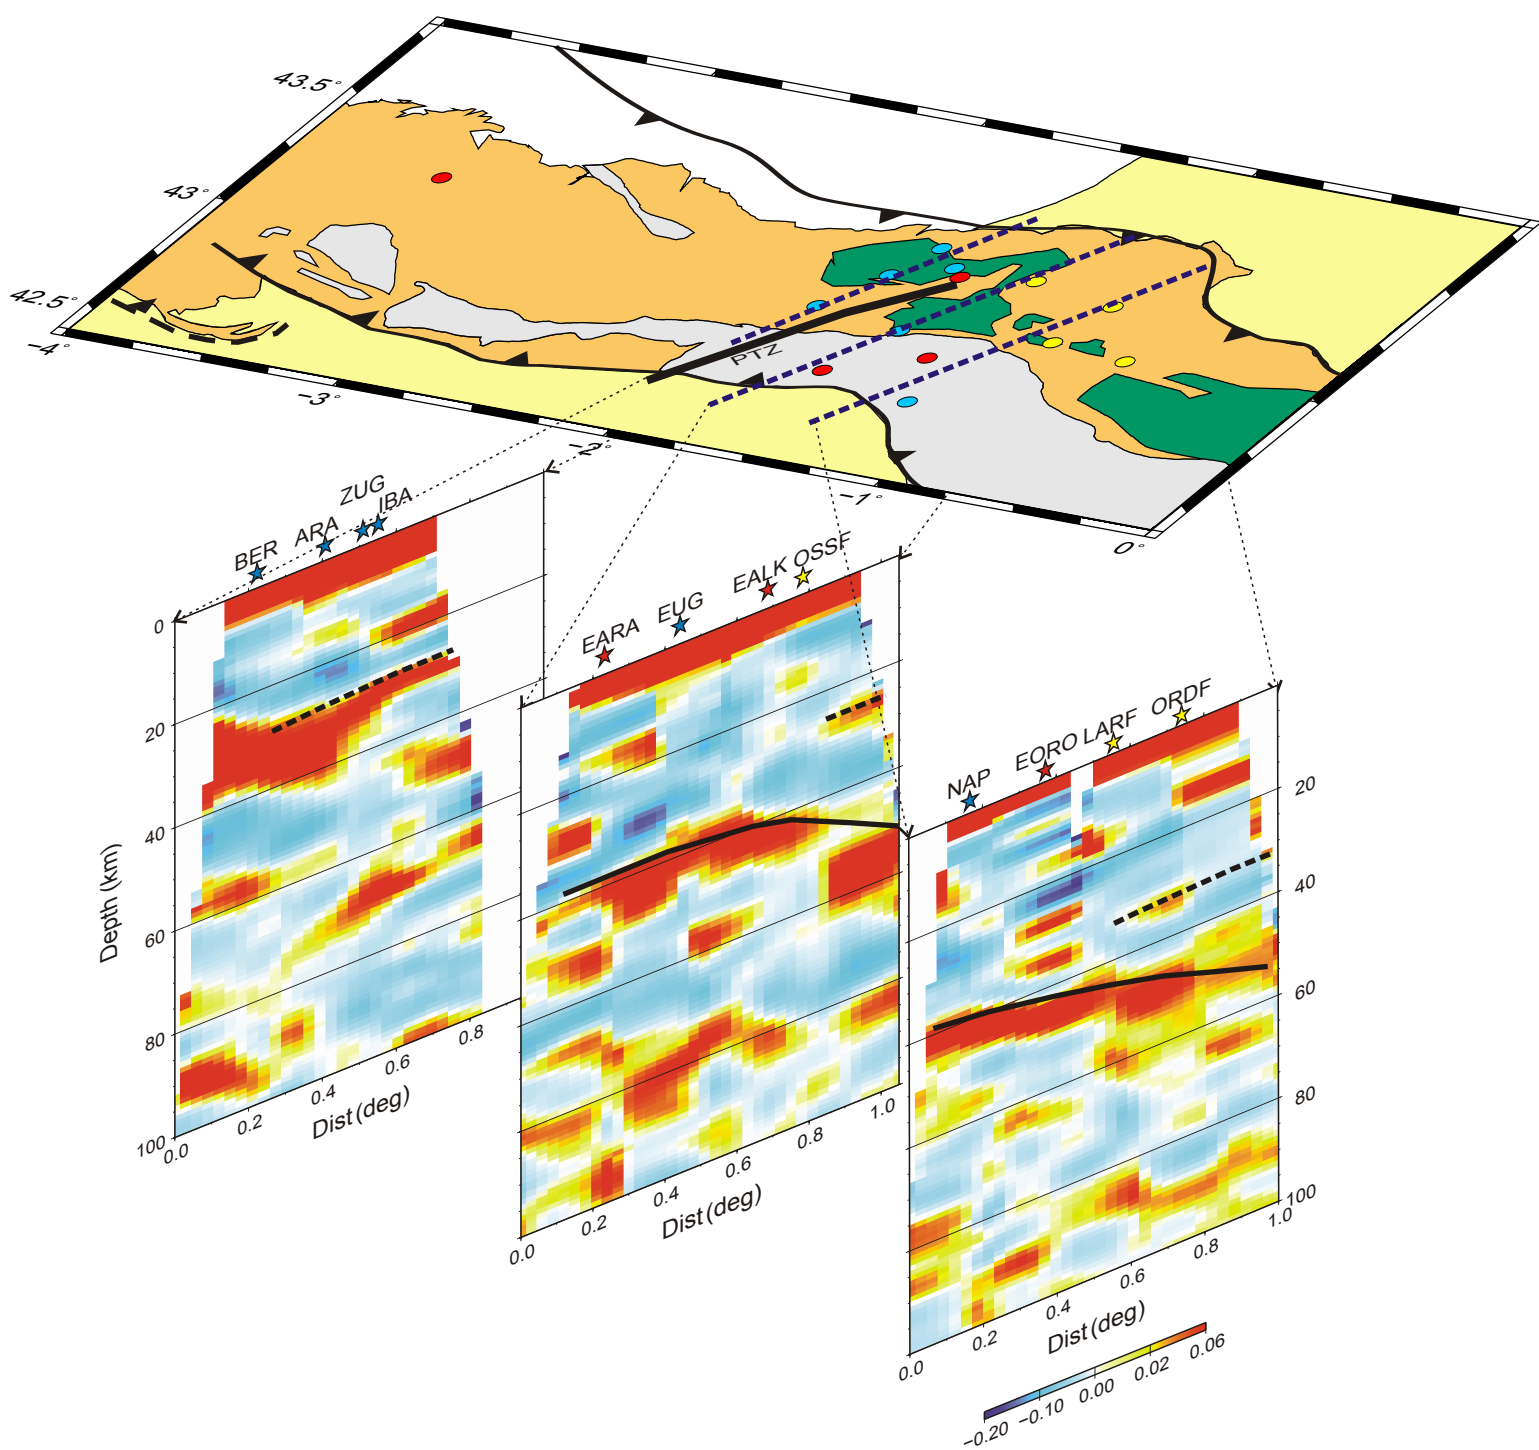 43.5°
43°
42.5°
−4°
−3°
−2°
−1°
0°
PTZ
ZUG
IBA
ARA
BER
EALK OSSF
EUG
EARA
ORDF
EORO LARF
NAP
0
20
40
60
80
100
Depth (km)
0.0
0.2
0.4
0.6
0.8
Dist (deg)
0.0
0.2
0.4
0.6
0.8
1.0
Dist (deg)
20
40
60
80
100
0.0
0.2
0.4
0.6
0.8
1.0
Dist (deg)
−0.20
−0.10
0.00
0.02
0.06